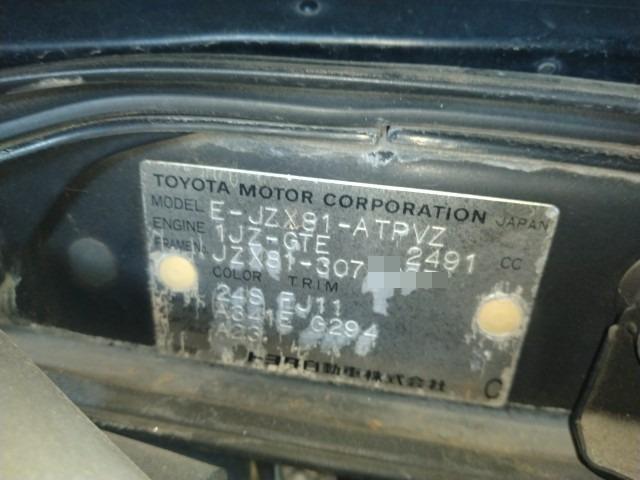 TOYOTA MOTOR CORPORATION JAPAN
MODEL E-JZX81-ATPVZ
ENGINE 1JZ-GTE 2491 CC
FRAME No. JZX81-307
COLOR TRIM
24S FJ11
A341E G294
トヨタ自動車株式会社 C